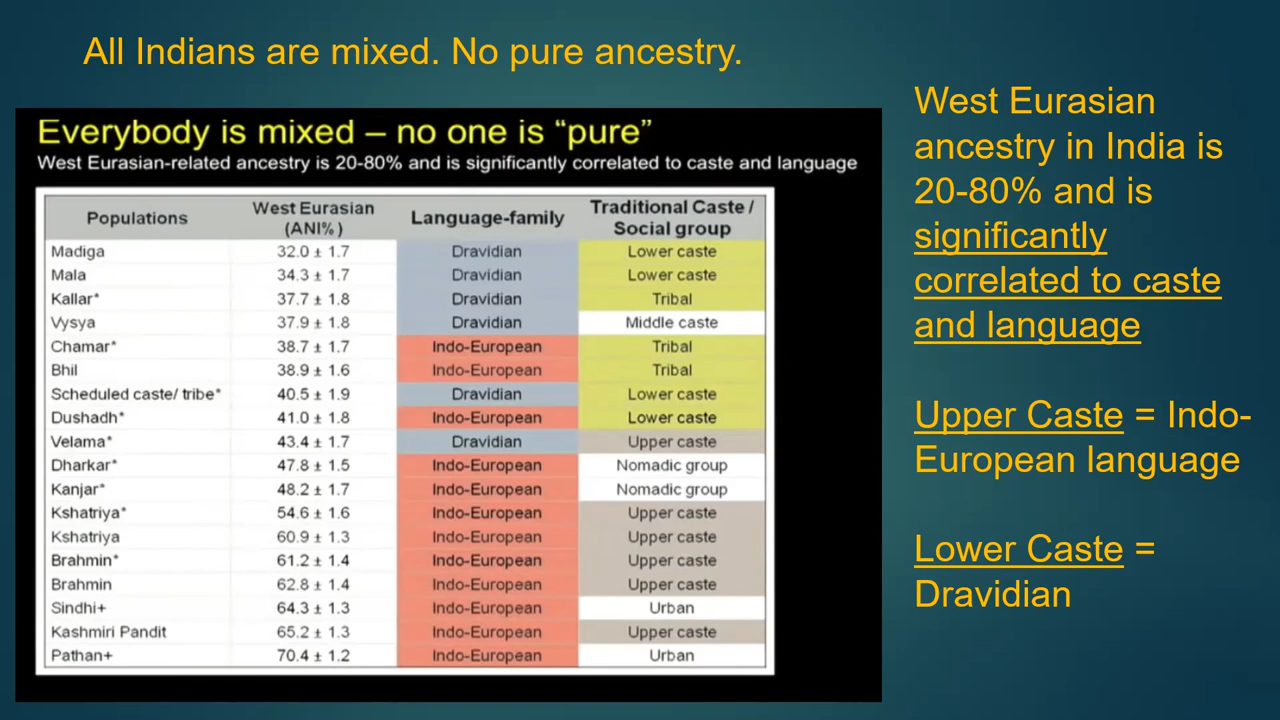 All Indians are mixed. No pure ancestry.
Everybody is mixed – no one is “pure”
West Eurasian-related ancestry is 20-80% and is significantly correlated to caste and language
Populations West Eurasian (ANI%) Language-family Traditional Caste / Social group
Madiga 32.0 ± 1.7 Dravidian Lower caste
Mala 34.3 ± 1.7 Dravidian Lower caste
Kallar* 37.7 ± 1.8 Dravidian Tribal
Vysya 37.9 ± 1.8 Dravidian Middle caste
Chamar* 38.7 ± 1.7 Indo-European Tribal
Bhil 38.9 ± 1.6 Indo-European Tribal
Scheduled caste/ tribe* 40.5 ± 1.9 Dravidian Lower caste
Dushadh* 41.0 ± 1.8 Indo-European Lower caste
Velama* 43.4 ± 1.7 Dravidian Upper caste
Dharkar* 47.8 ± 1.5 Indo-European Nomadic group
Kanjar* 48.2 ± 1.7 Indo-European Nomadic group
Kshatriya* 54.6 ± 1.6 Indo-European Upper caste
Kshatriya 60.9 ± 1.3 Indo-European Upper caste
Brahmin* 61.2 ± 1.4 Indo-European Upper caste
Brahmin 62.8 ± 1.4 Indo-European Upper caste
Sindhi+ 64.3 ± 1.3 Indo-European Urban
Kashmiri Pandit 65.2 ± 1.3 Indo-European Upper caste
Pathan+ 70.4 ± 1.2 Indo-European Urban
West Eurasian
ancestry in India is
20-80% and is
significantly
correlated to caste
and language
Upper Caste = Indo-
European language
Lower Caste =
Dravidian